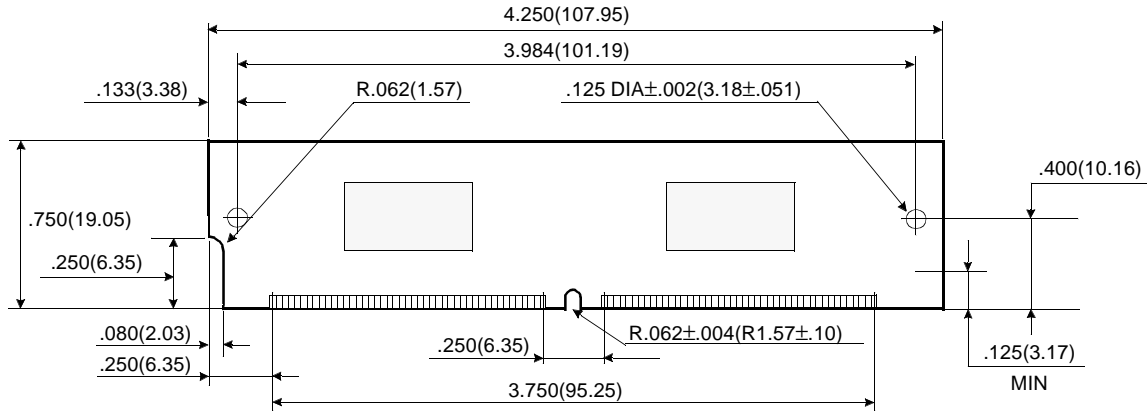 4.250(107.95)
3.984(101.19)
.133(3.38)
R.062(1.57)
.125 DIA±.002(3.18±.051)
.400(10.16)
.750(19.05)
.250(6.35)
.080(2.03)
R.062±.004(R1.57±.10)
.250(6.35)
.250(6.35)
.125(3.17)
MIN
3.750(95.25)